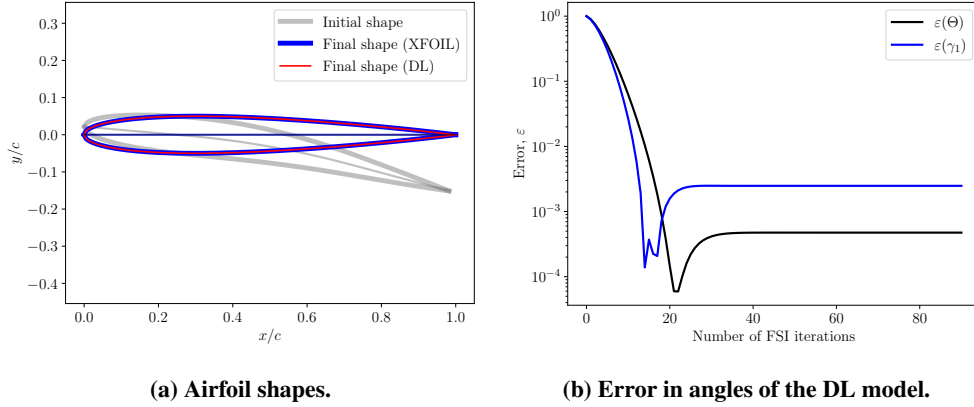 0.3
0.2
0.1
0.0
−0.1
−0.2
−0.3
−0.4
y/c
Initial shape
Final shape (XFOIL)
Final shape (DL)
0.0
0.2
0.4
0.6
0.8
1.0
x/c
(a) Airfoil shapes.
10⁰
10⁻¹
10⁻²
10⁻³
10⁻⁴
Error, ε
ε(Θ)
ε(γ₁)
0
20
40
60
80
Number of FSI iterations
(b) Error in angles of the DL model.